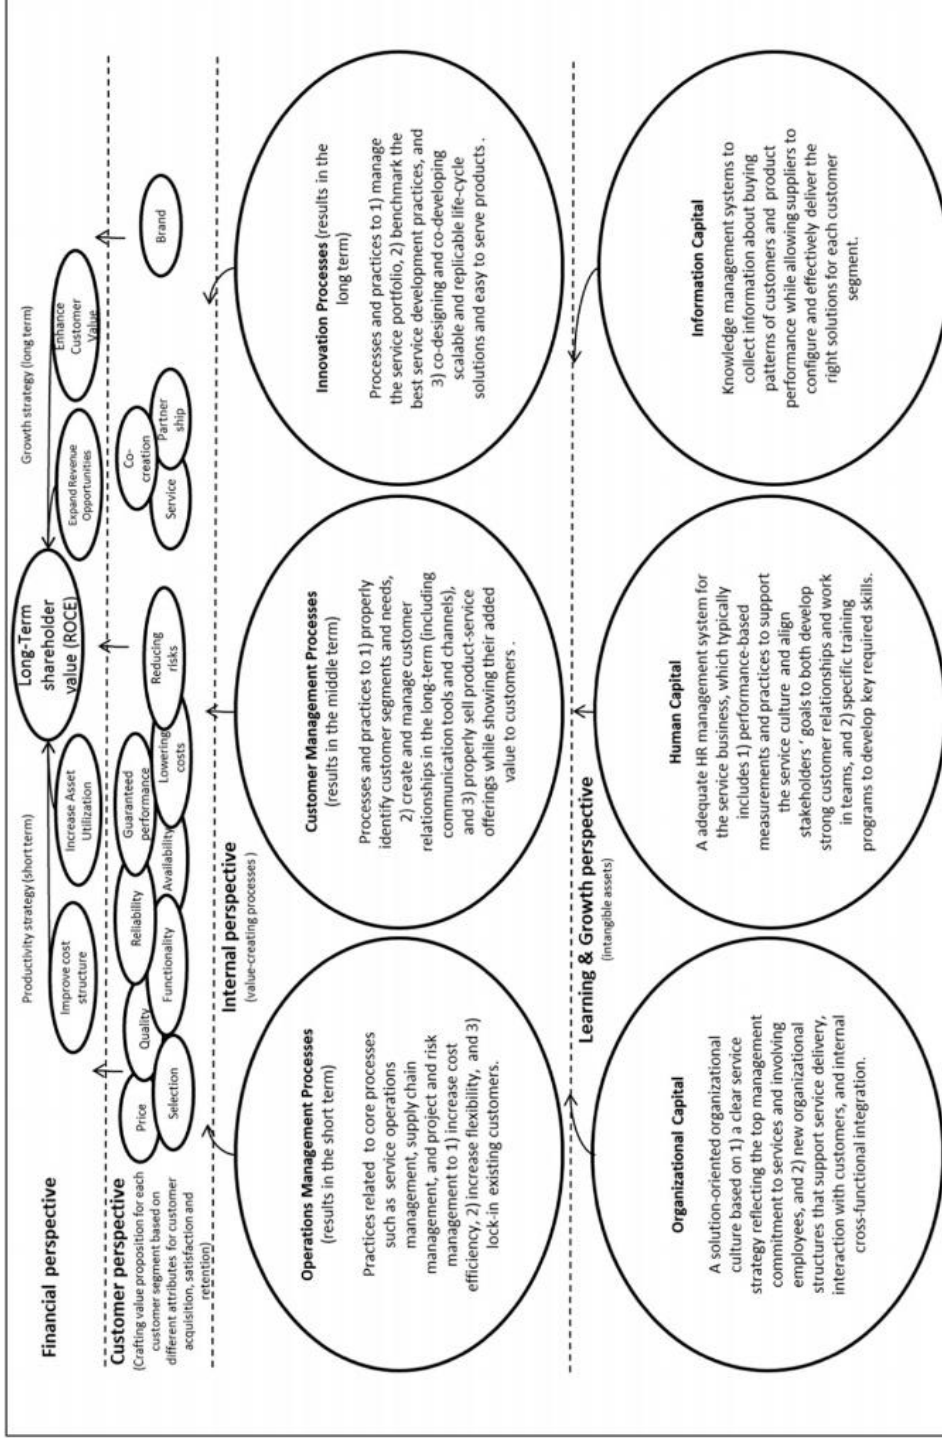 Financial perspective
Productivity strategy (short term)
Growth strategy (long term)
Long-Term
shareholder
value (ROCE)
Improve cost
structure
Increase Asset
Utilization
Expand Revenue
Opportunities
Enhance
Customer
Value
Customer perspective
(Crafting value proposition for each
customer segment based on
different attributes for customer
acquisition, satisfaction and
retention)
Price
Selection
Quality
Functionality
Reliability
Availability
Guaranteed
performance
Lowering
costs
Reducing
risks
Service
Co-
creation
Partner
ship
Brand
Internal perspective
(value-creating processes)
Operations Management Processes
(results in the short term)
Practices related to core processes
such as service operations
management, supply chain
management, and project and risk
management to 1) increase cost
efficiency, 2) increase flexibility, and 3)
lock-in existing customers.
Customer Management Processes
(results in the middle term)
Processes and practices to 1) properly
identify customer segments and needs,
2) create and manage customer
relationships in the long-term (including
communication tools and channels),
and 3) properly sell product-service
offerings while showing their added
value to customers .
Innovation Processes (results in the
long term)
Processes and practices to 1) manage
the service portfolio, 2) benchmark the
best service development practices, and
3) co-designing and co-developing
scalable and replicable life-cycle
solutions and easy to serve products .
Learning & Growth perspective
(intangible assets)
Organizational Capital
A solution-oriented organizational
culture based on 1) a clear service
strategy reflecting the top management
commitment to services and involving
employees, and 2) new organizational
structures that support service delivery,
interaction with customers, and internal
cross-functional integration.
Human Capital
A adequate HR management system for
the service business, which typically
includes 1) performance-based
measurements and practices to support
the service culture and align
stakeholders ' goals to both develop
strong customer relationships and work
in teams, and 2) specific training
programs to develop key required skills.
Information Capital
Knowledge management systems to
collect information about buying
patterns of customers and product
performance while allowing suppliers to
configure and effectively deliver the
right solutions for each customer
segment.